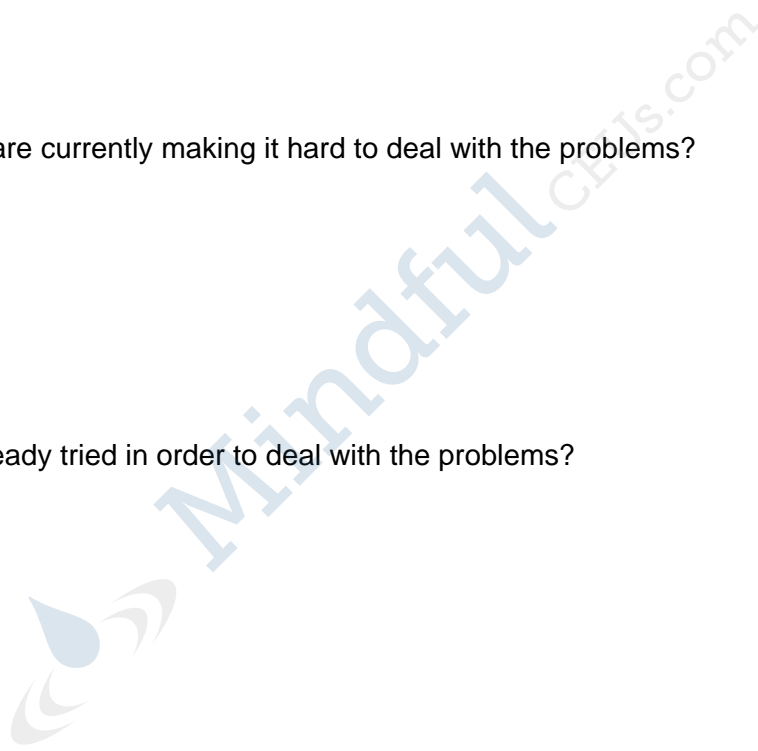 are currently making it hard to deal with the problems?
eady tried in order to deal with the problems?
Mindful CEUs.com